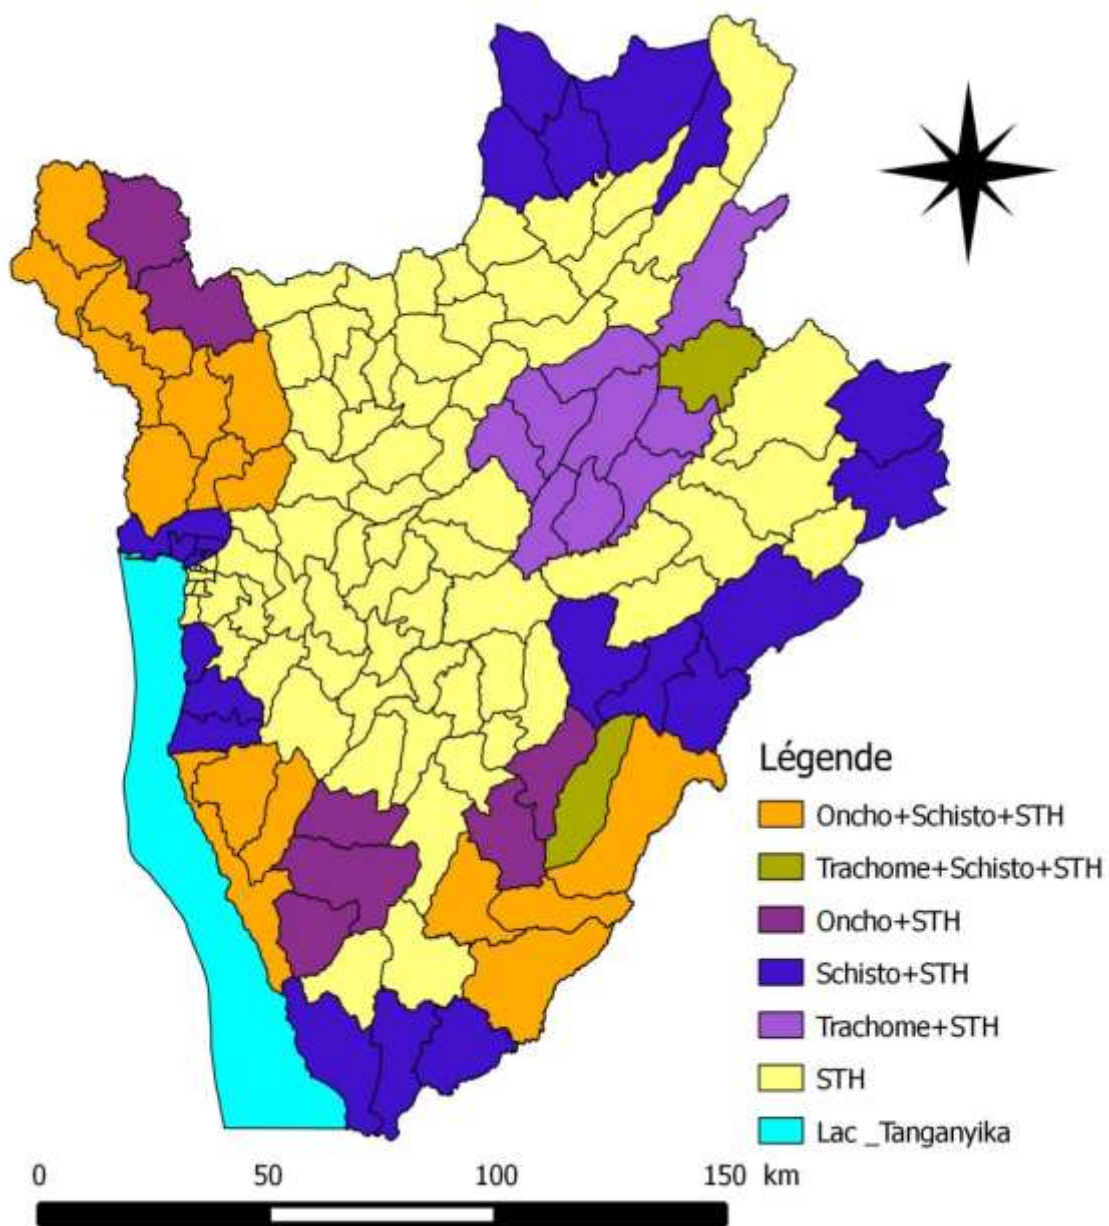 Légende
Oncho+Schisto+STH
Trachome+Schisto+STH
Oncho+STH
Schisto+STH
Trachome+STH
STH
Lac _Tanganyika
0 50 100 150 km